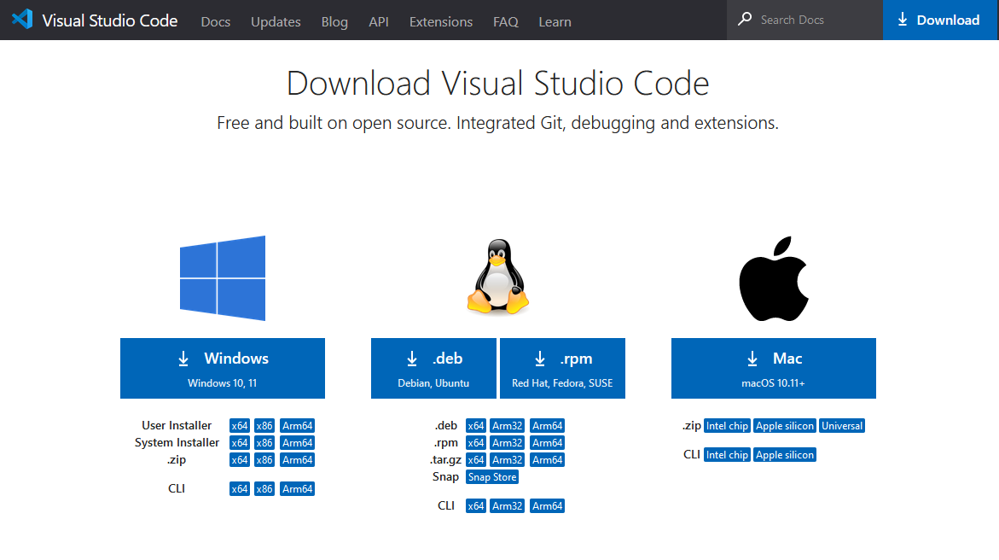 Visual Studio Code Docs Updates Blog API Extensions FAQ Learn Search Docs Download
Download Visual Studio Code
Free and built on open source. Integrated Git, debugging and extensions.
Windows
Windows 10, 11
User Installer x64 x86 Arm64
System Installer x64 x86 Arm64
.zip x64 x86 Arm64
CLI x64 x86 Arm64
.deb .rpm
Debian, Ubuntu Red Hat, Fedora, SUSE
.deb x64 Arm32 Arm64
.rpm x64 Arm32 Arm64
.tar.gz x64 Arm32 Arm64
Snap Snap Store
CLI x64 Arm32 Arm64
Mac
macOS 10.11+
.zip Intel chip Apple silicon Universal
CLI Intel chip Apple silicon